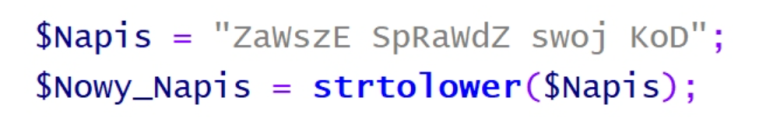 $Napis = "ZaWszE SpRaWdZ swoj KoD";
$Nowy_Napis = strtolower($Napis);